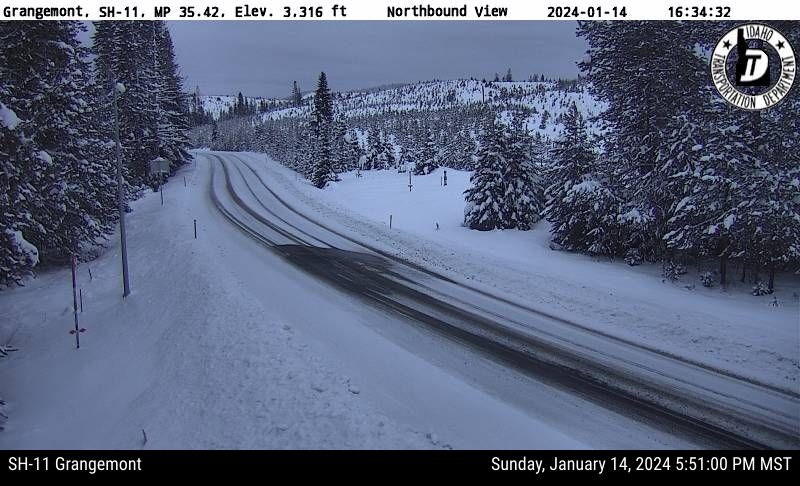 Grangemont, SH-11, MP 35.42, Elev. 3,316 ft Northbound View 2024-01-14 16:34:32
IDAHO
TRANSPORTATION DEPARTMENT
SH-11 Grangemont Sunday, January 14, 2024 5:51:00 PM MST